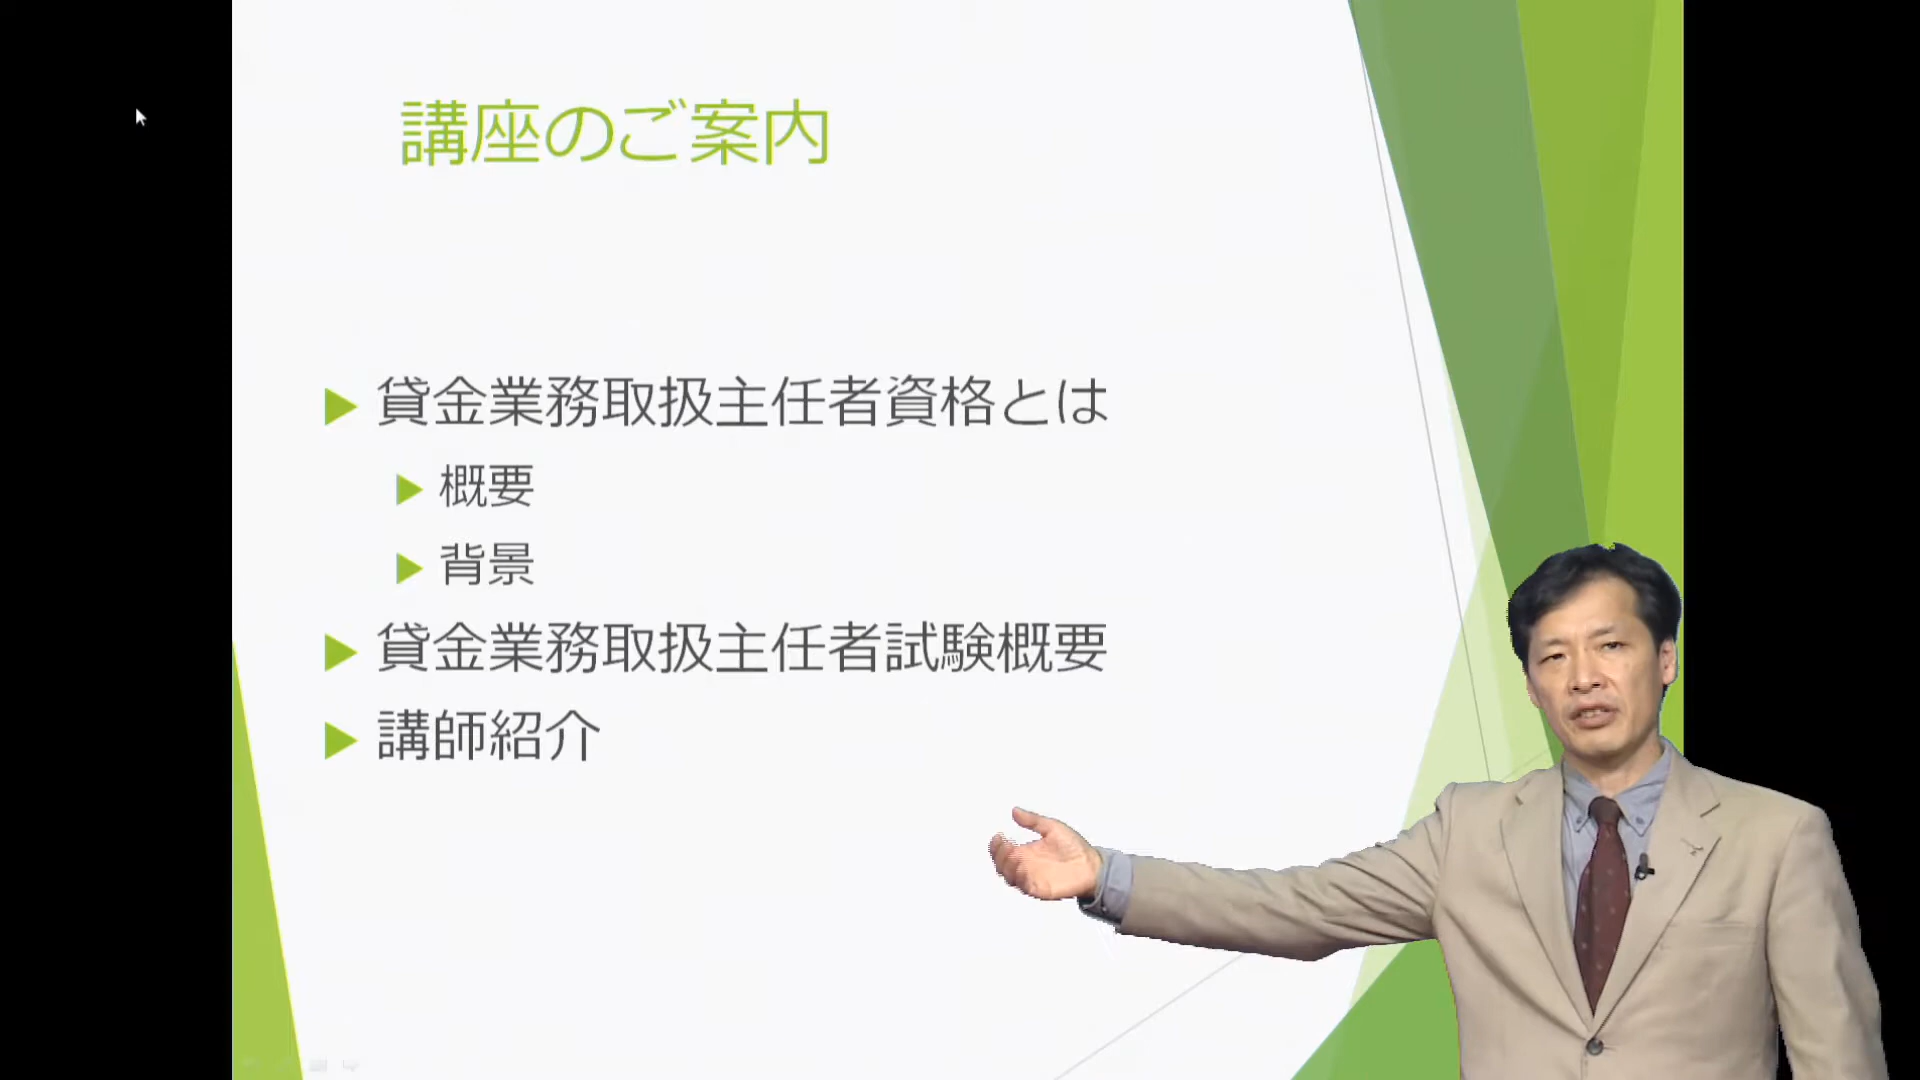 講座のご案内
貸金業務取扱主任者資格とは
概要
背景
貸金業務取扱主任者試験概要
講師紹介